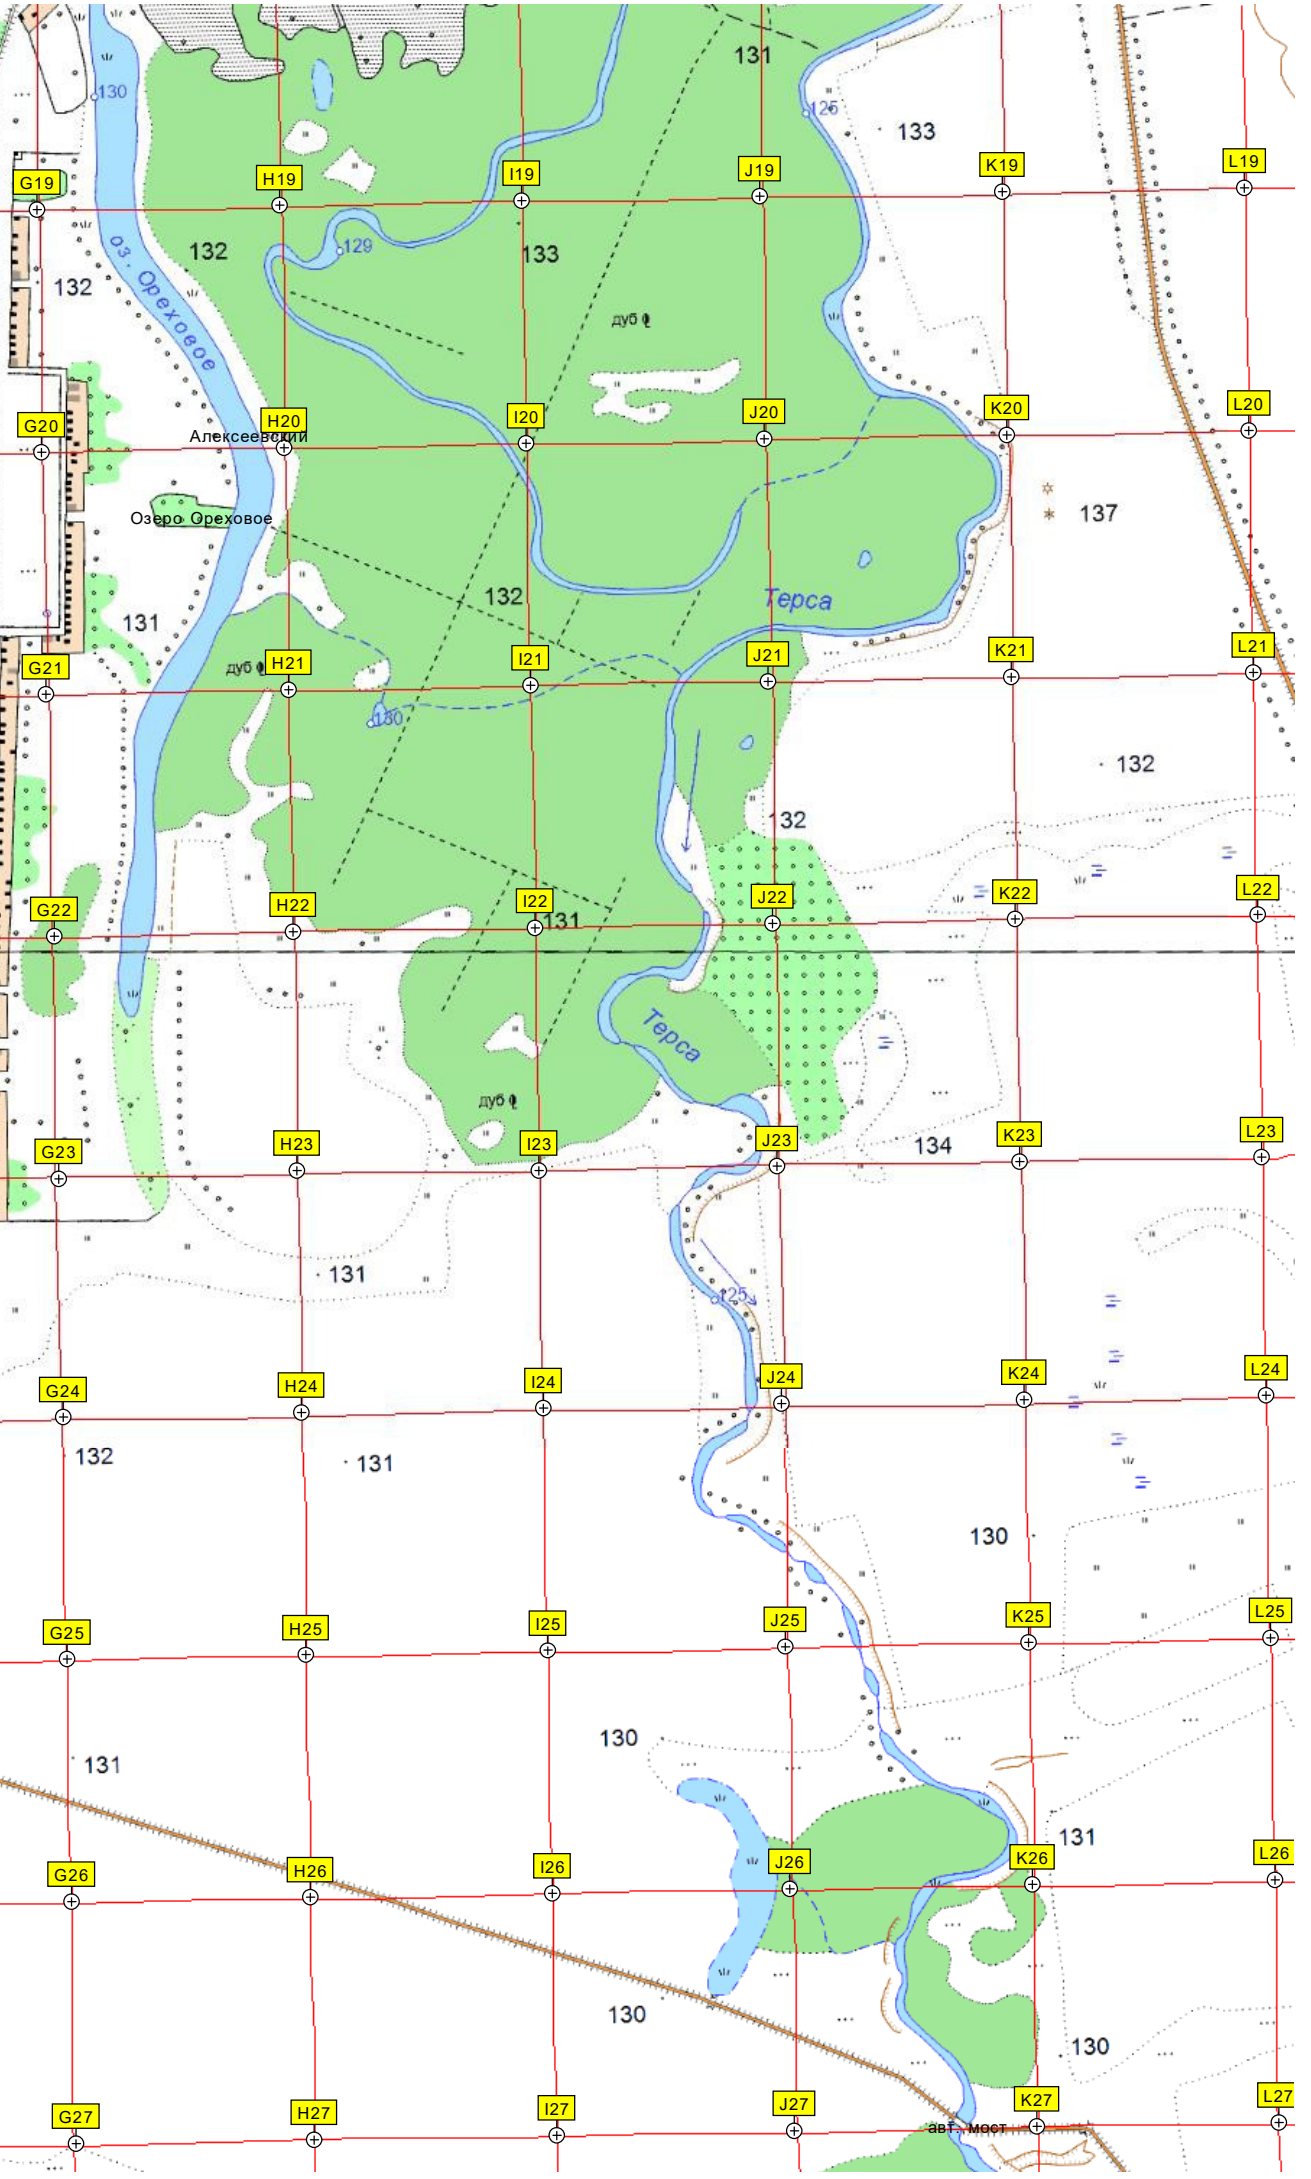 131
130
125
133
G19
H19
I19
J19
K19
L19
132
129
133
132
оз. Ореховое
дуб
G20
H20
I20
J20
K20
L20
Алексеевский
Озеро Ореховое
137
132
Терса
131
дуб
G21
H21
I21
J21
K21
L21
130
132
132
G22
H22
I22
J22
K22
L22
131
Терса
дуб
G23
H23
I23
J23
K23
L23
134
131
125
G24
H24
I24
J24
K24
L24
132
131
130
G25
H25
I25
J25
K25
L25
130
131
131
G26
H26
I26
J26
K26
L26
130
130
G27
H27
I27
J27
K27
L27
авт. мост